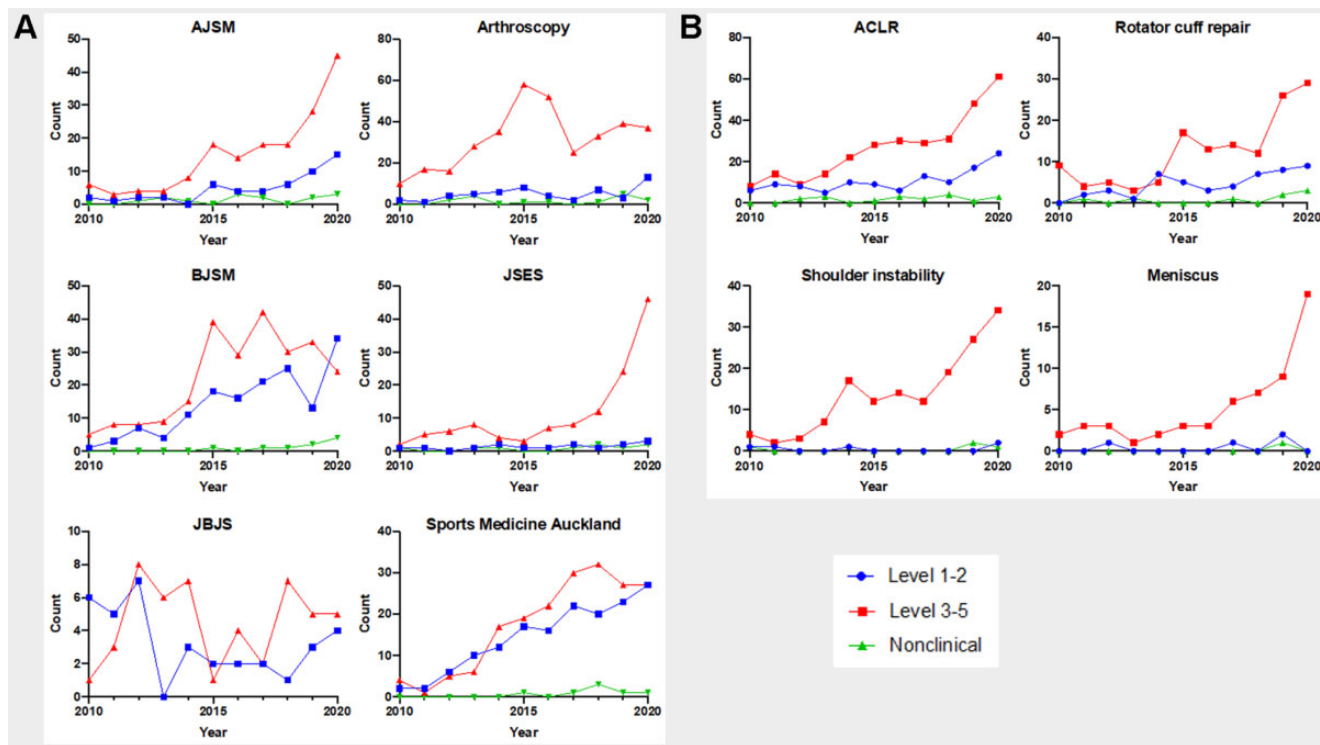 A
AJSM
50
40
30
20
10
0
Count
2010
2015
2020
Year
Arthroscopy
80
60
40
20
0
Count
2010
2015
2020
Year
BJSM
50
40
30
20
10
0
Count
2010
2015
2020
Year
JSES
50
40
30
20
10
0
Count
2010
2015
2020
Year
JBJS
10
8
6
4
2
0
Count
2010
2015
2020
Year
Sports Medicine Auckland
40
30
20
10
0
Count
2010
2015
2020
Year
B
ACLR
80
60
40
20
0
Count
2010
2015
2020
Year
Rotator cuff repair
40
30
20
10
0
Count
2010
2015
2020
Year
Shoulder instability
40
30
20
10
0
Count
2010
2015
2020
Year
Meniscus
20
15
10
5
0
Count
2010
2015
2020
Year
Level 1-2
Level 3-5
Nonclinical